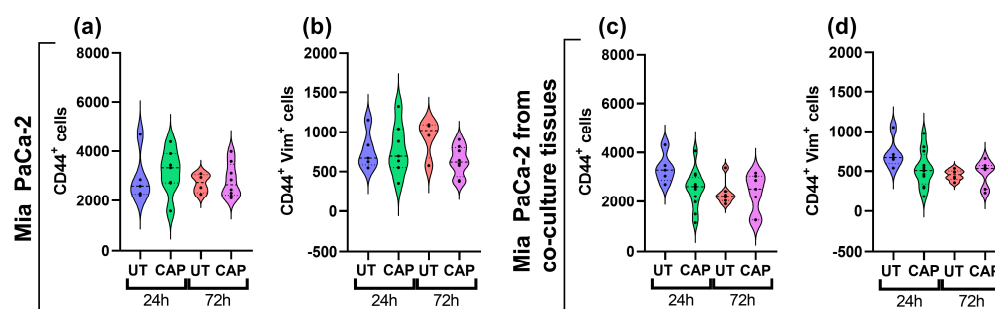 (a)
Mia PaCa-2
CD44+ cells
8000
6000
4000
2000
0
UT CAP UT CAP
24h 72h
(b)
CD44+ Vim+ cells
2000
1500
1000
500
0
-500
UT CAP UT CAP
24h 72h
(c)
Mia PaCa-2 from
co-culture tissues
CD44+ cells
8000
6000
4000
2000
0
UT CAP UT CAP
24h 72h
(d)
CD44+ Vim+ cells
2000
1500
1000
500
0
-500
UT CAP UT CAP
24h 72h